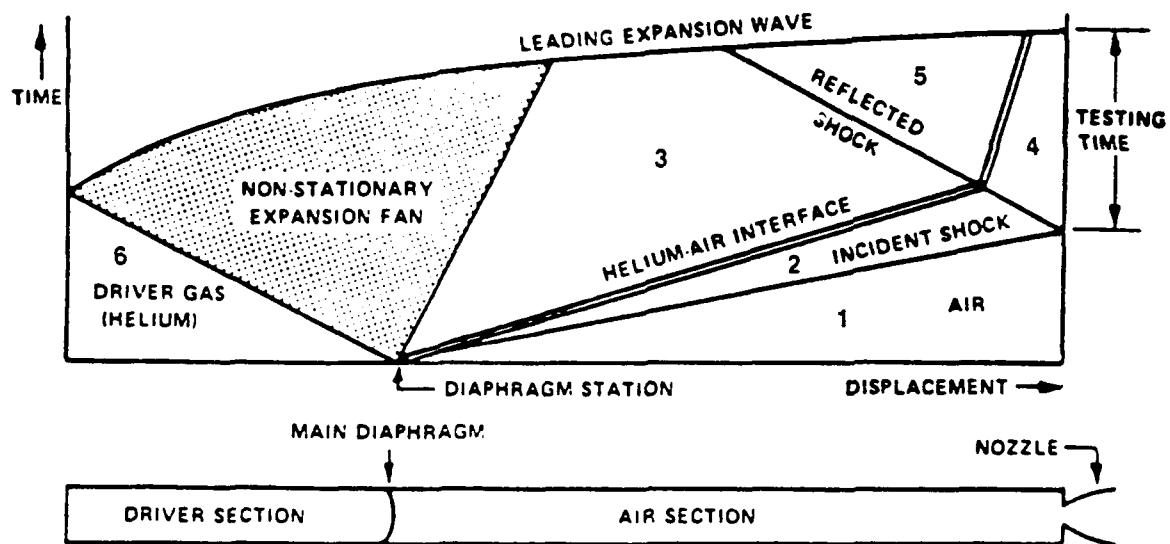 LEADING EXPANSION WAVE
TIME
5
REFLECTED
SHOCK
TESTING
TIME
4
3
NON-STATIONARY
EXPANSION FAN
HELIUM-AIR INTERFACE
INCIDENT SHOCK
2
6
DRIVER GAS
(HELIUM)
1
AIR
DIAPHRAGM STATION
DISPLACEMENT
MAIN DIAPHRAGM
NOZZLE
DRIVER SECTION
AIR SECTION